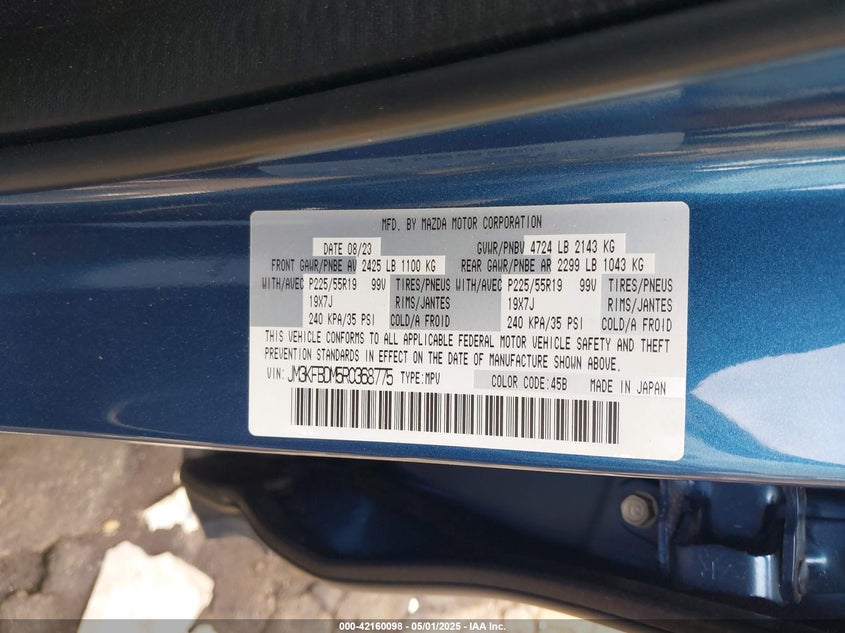 MFD. BY MAZDA MOTOR CORPORATION
DATE 08/23 GVWR/PNBV 4724 LB 2143 KG
FRONT GAWR/PNBE AV 2425 LB 1100 KG REAR GAWR/PNBE AR 2299 LB 1043 KG
WITH/AVEC P225/55R19 99V TIRES/PNEUS P225/55R19 99V TIRES/PNEUS
19X7J RIMS/JANTES 19X7J RIMS/JANTES
240 KPA/35 PSI COLD/A FROID 240 KPA/35 PSI COLD/A FROID
THIS VEHICLE CONFORMS TO ALL APPLICABLE FEDERAL MOTOR VEHICLE SAFETY AND THEFT
PREVENTION STANDARDS IN EFFECT ON THE DATE OF MANUFACTURE SHOWN ABOVE.
VIN: JM3KFBDM5R0368775 TYPE:MPV COLOR CODE:45B MADE IN JAPAN
000-42160098 - 05/01/2025 - IAA Inc.